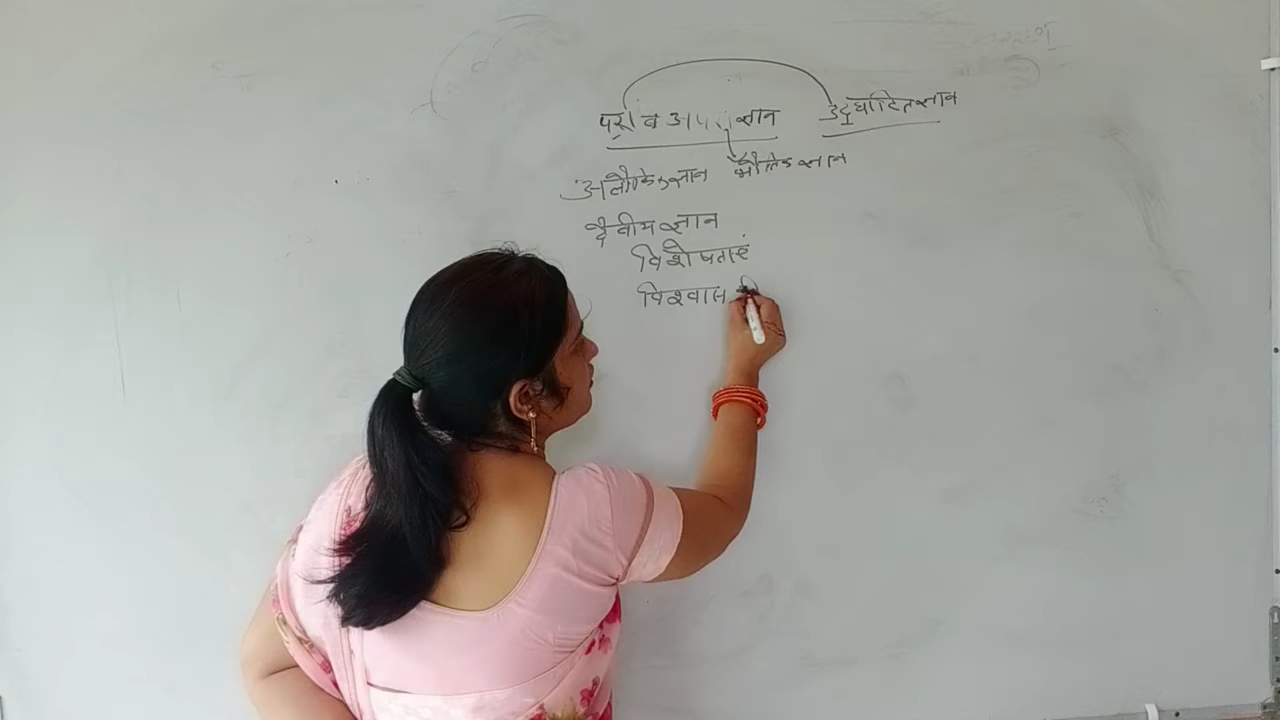 परा व अपरा ज्ञान उद्घाटित ज्ञान
अलौकिक ज्ञान भौतिक ज्ञान
दैवीय ज्ञान
विशेषताएं
विश्वास